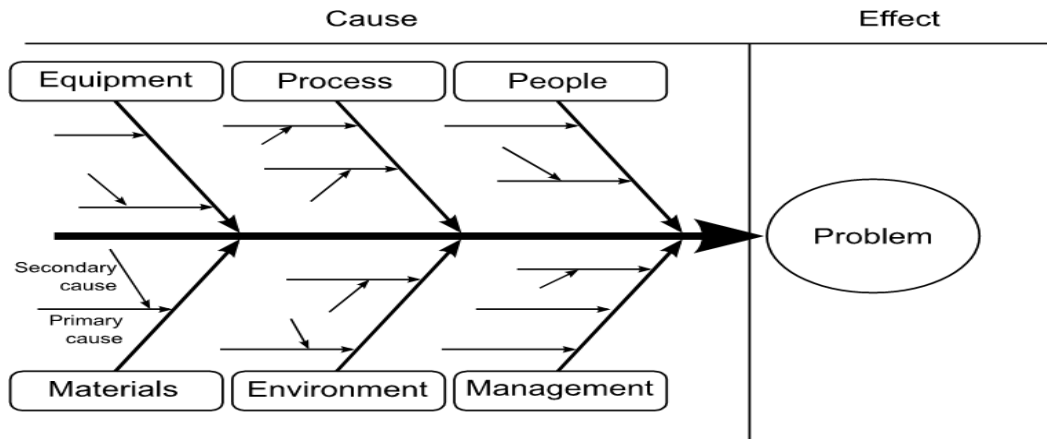 Cause
Effect
Equipment
Process
People
Problem
Secondary
cause
Primary
cause
Materials
Environment
Management